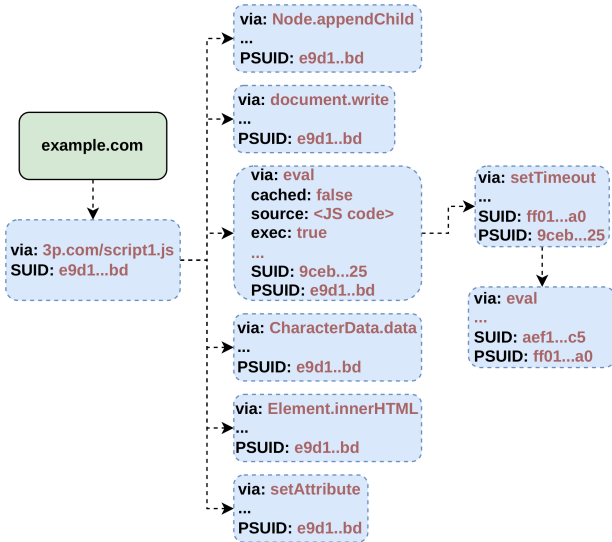 example.com
via: 3p.com/script1.js
SUID: e9d1...bd
via: Node.appendChild
...
PSUID: e9d1..bd
via: document.write
...
PSUID: e9d1..bd
via: eval
cached: false
source: <JS code>
exec: true
...
SUID: 9ceb...25
PSUID: e9d1..bd
via: CharacterData.data
...
PSUID: e9d1..bd
via: Element.innerHTML
...
PSUID: e9d1..bd
via: setAttribute
...
PSUID: e9d1..bd
via: setTimeout
...
SUID: ff01...a0
PSUID: 9ceb...25
via: eval
...
SUID: aef1...c5
PSUID: ff01...a0